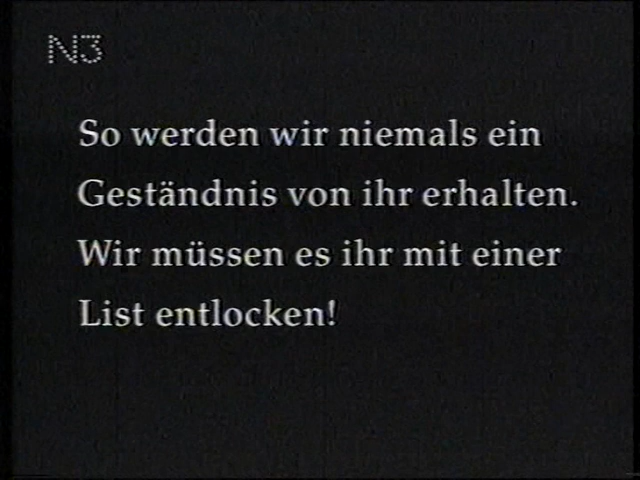 N3
So werden wir niemals ein
Geständnis von ihr erhalten.
Wir müssen es ihr mit einer
List entlocken!